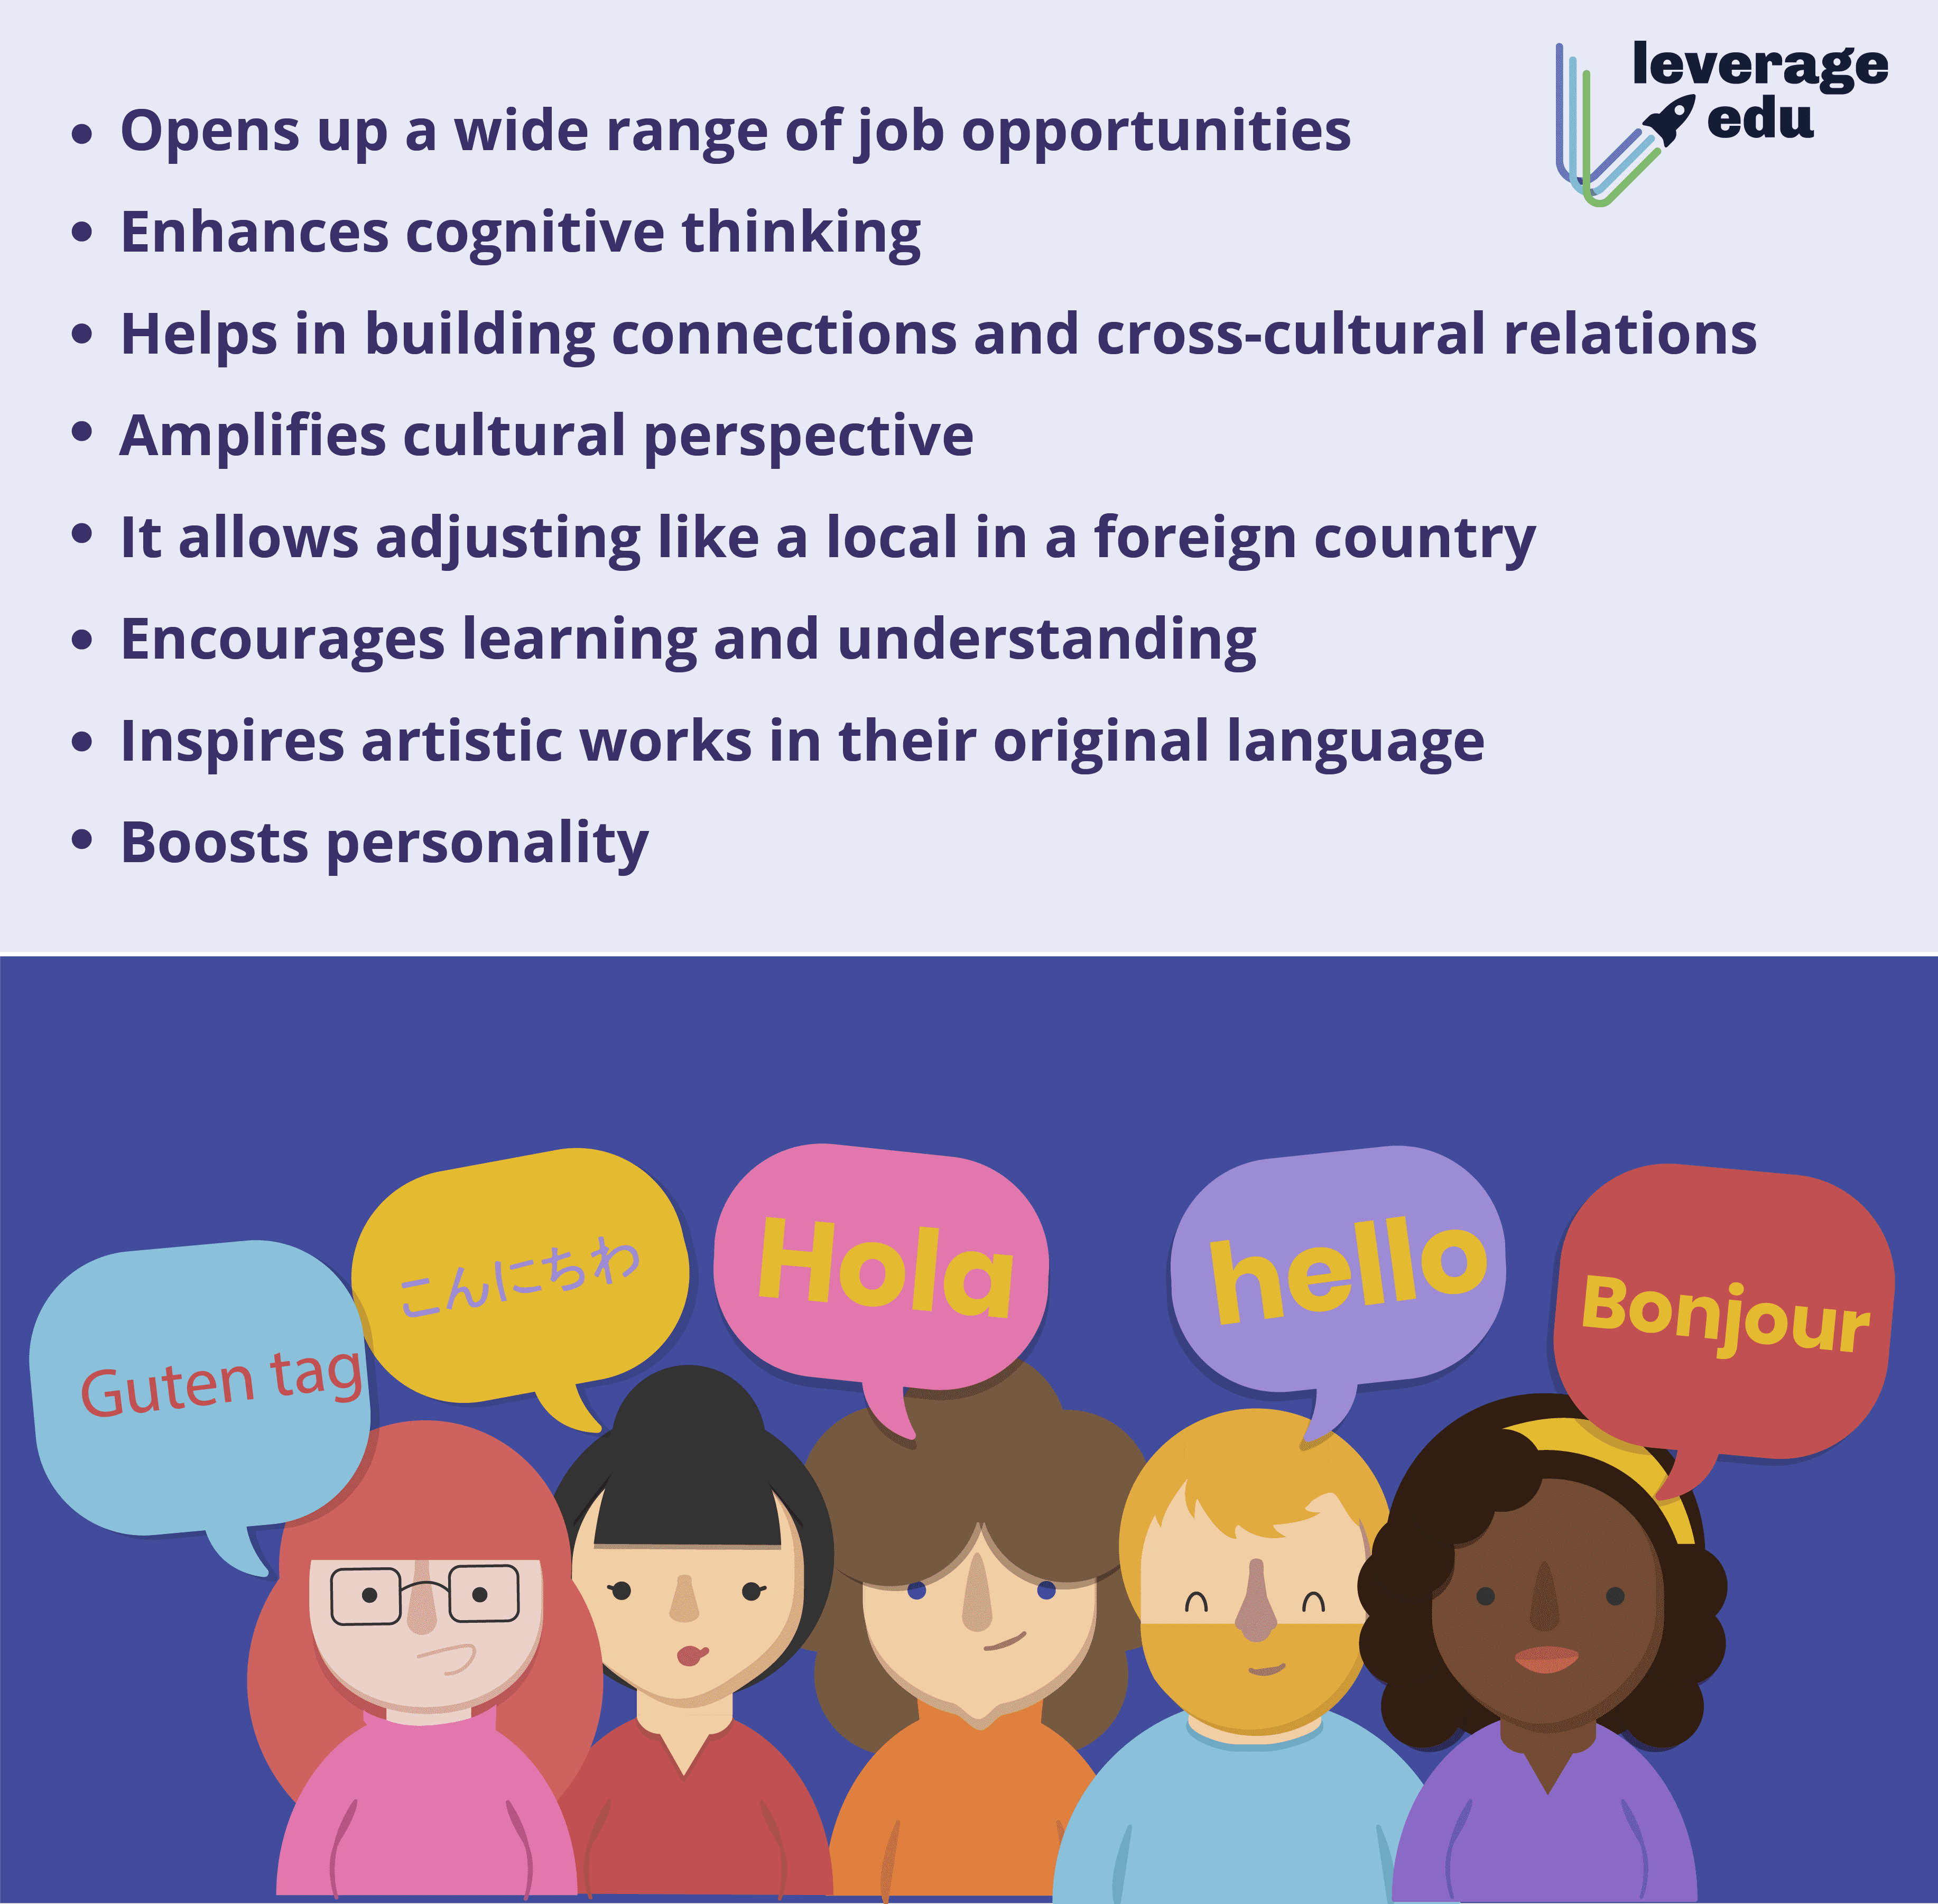 leverage
edu
• Opens up a wide range of job opportunities
• Enhances cognitive thinking
• Helps in building connections and cross-cultural relations
• Amplifies cultural perspective
• It allows adjusting like a local in a foreign country
• Encourages learning and understanding
• Inspires artistic works in their original language
• Boosts personality
Guten tag
こんにちわ
Hola
hello
Bonjour